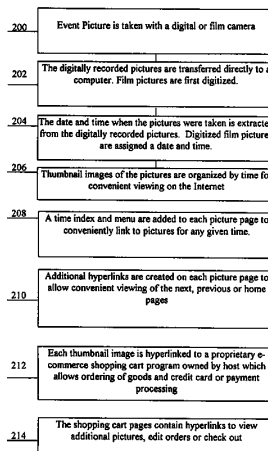 200
Event Picture is taken with a digital or film camera
202
The digitally recorded pictures are transferred directly to a
computer. Film pictures are first digitized.
204
The date and time when the pictures were taken is extracte
from the digitally recorded pictures. Digitized film picture
are assigned a date and time.
206
Thumbnail images of the pictures are organized by time fo
convenient viewing on the Internet
208
A time index and menu are added to each picture page to
conveniently link to pictures for any given time.
210
Additional hyperlinks are created on each picture page to
allow convenient viewing of the next, previous or home
pages
212
Each thumbnail image is hyperlinked to a proprietary e-
commerce shopping cart program owned by host which
allows ordering of goods and credit card or payment
processing
214
The shopping cart pages contain hyperlinks to view
additional pictures, edit orders or check out